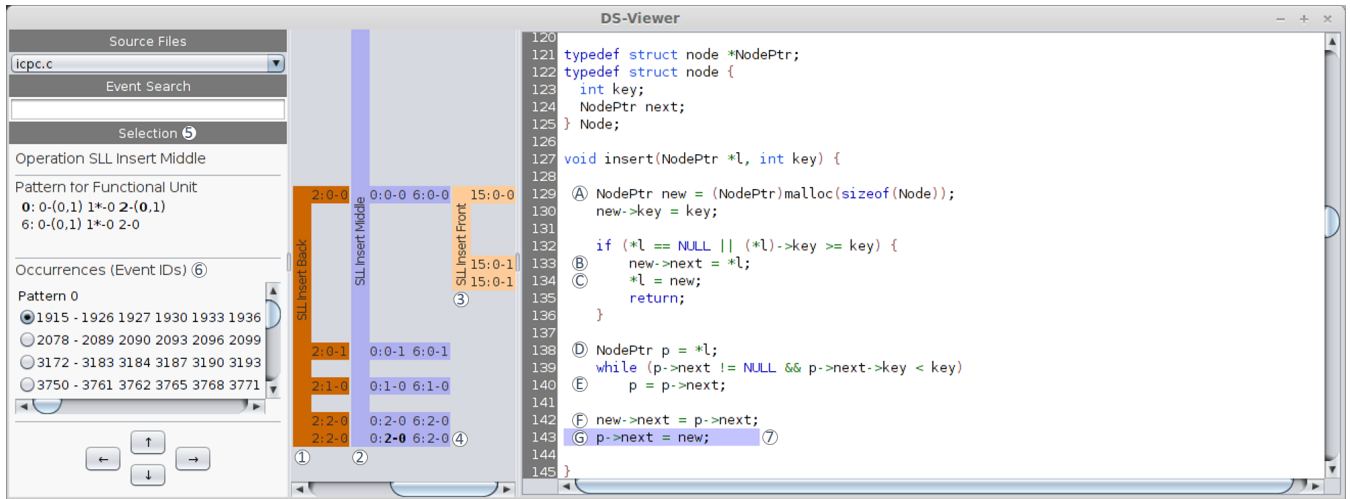 DS-Viewer
Source Files
icpc.c
Event Search
Selection ⑤
Operation SLL Insert Middle
Pattern for Functional Unit
0: 0-(0,1) 1*-0 2-(0,1)
6: 0-(0,1) 1*-0 2-0
Occurrences (Event IDs) ⑥
Pattern 0
1915 - 1926 1927 1930 1933 1936
2078 - 2089 2090 2093 2096 2099
3172 - 3183 3184 3187 3190 3193
3750 - 3761 3762 3765 3768 3771
SLL Insert Back
SLL Insert Middle
SLL Insert Front
2:0-0 0:0-0 6:0-0 15:0-0
15:0-1
15:0-1
③
2:0-1 0:0-1 6:0-1
2:1-0 0:1-0 6:1-0
2:2-0 0:2-0 6:2-0
2:2-0 0:2-0 6:2-0 ④
① ②
120
121 typedef struct node *NodePtr;
122 typedef struct node {
123 int key;
124 NodePtr next;
125 } Node;
126
127 void insert(NodePtr *l, int key) {
128
129 Ⓐ NodePtr new = (NodePtr)malloc(sizeof(Node));
130 new->key = key;
131
132 if (*l == NULL || (*l)->key >= key) {
133 Ⓑ new->next = *l;
134 Ⓒ *l = new;
135 return;
136 }
137
138 Ⓓ NodePtr p = *l;
139 while (p->next != NULL && p->next->key < key)
140 Ⓔ p = p->next;
141
142 Ⓕ new->next = p->next;
143 Ⓖ p->next = new; ⑦
144
145 }